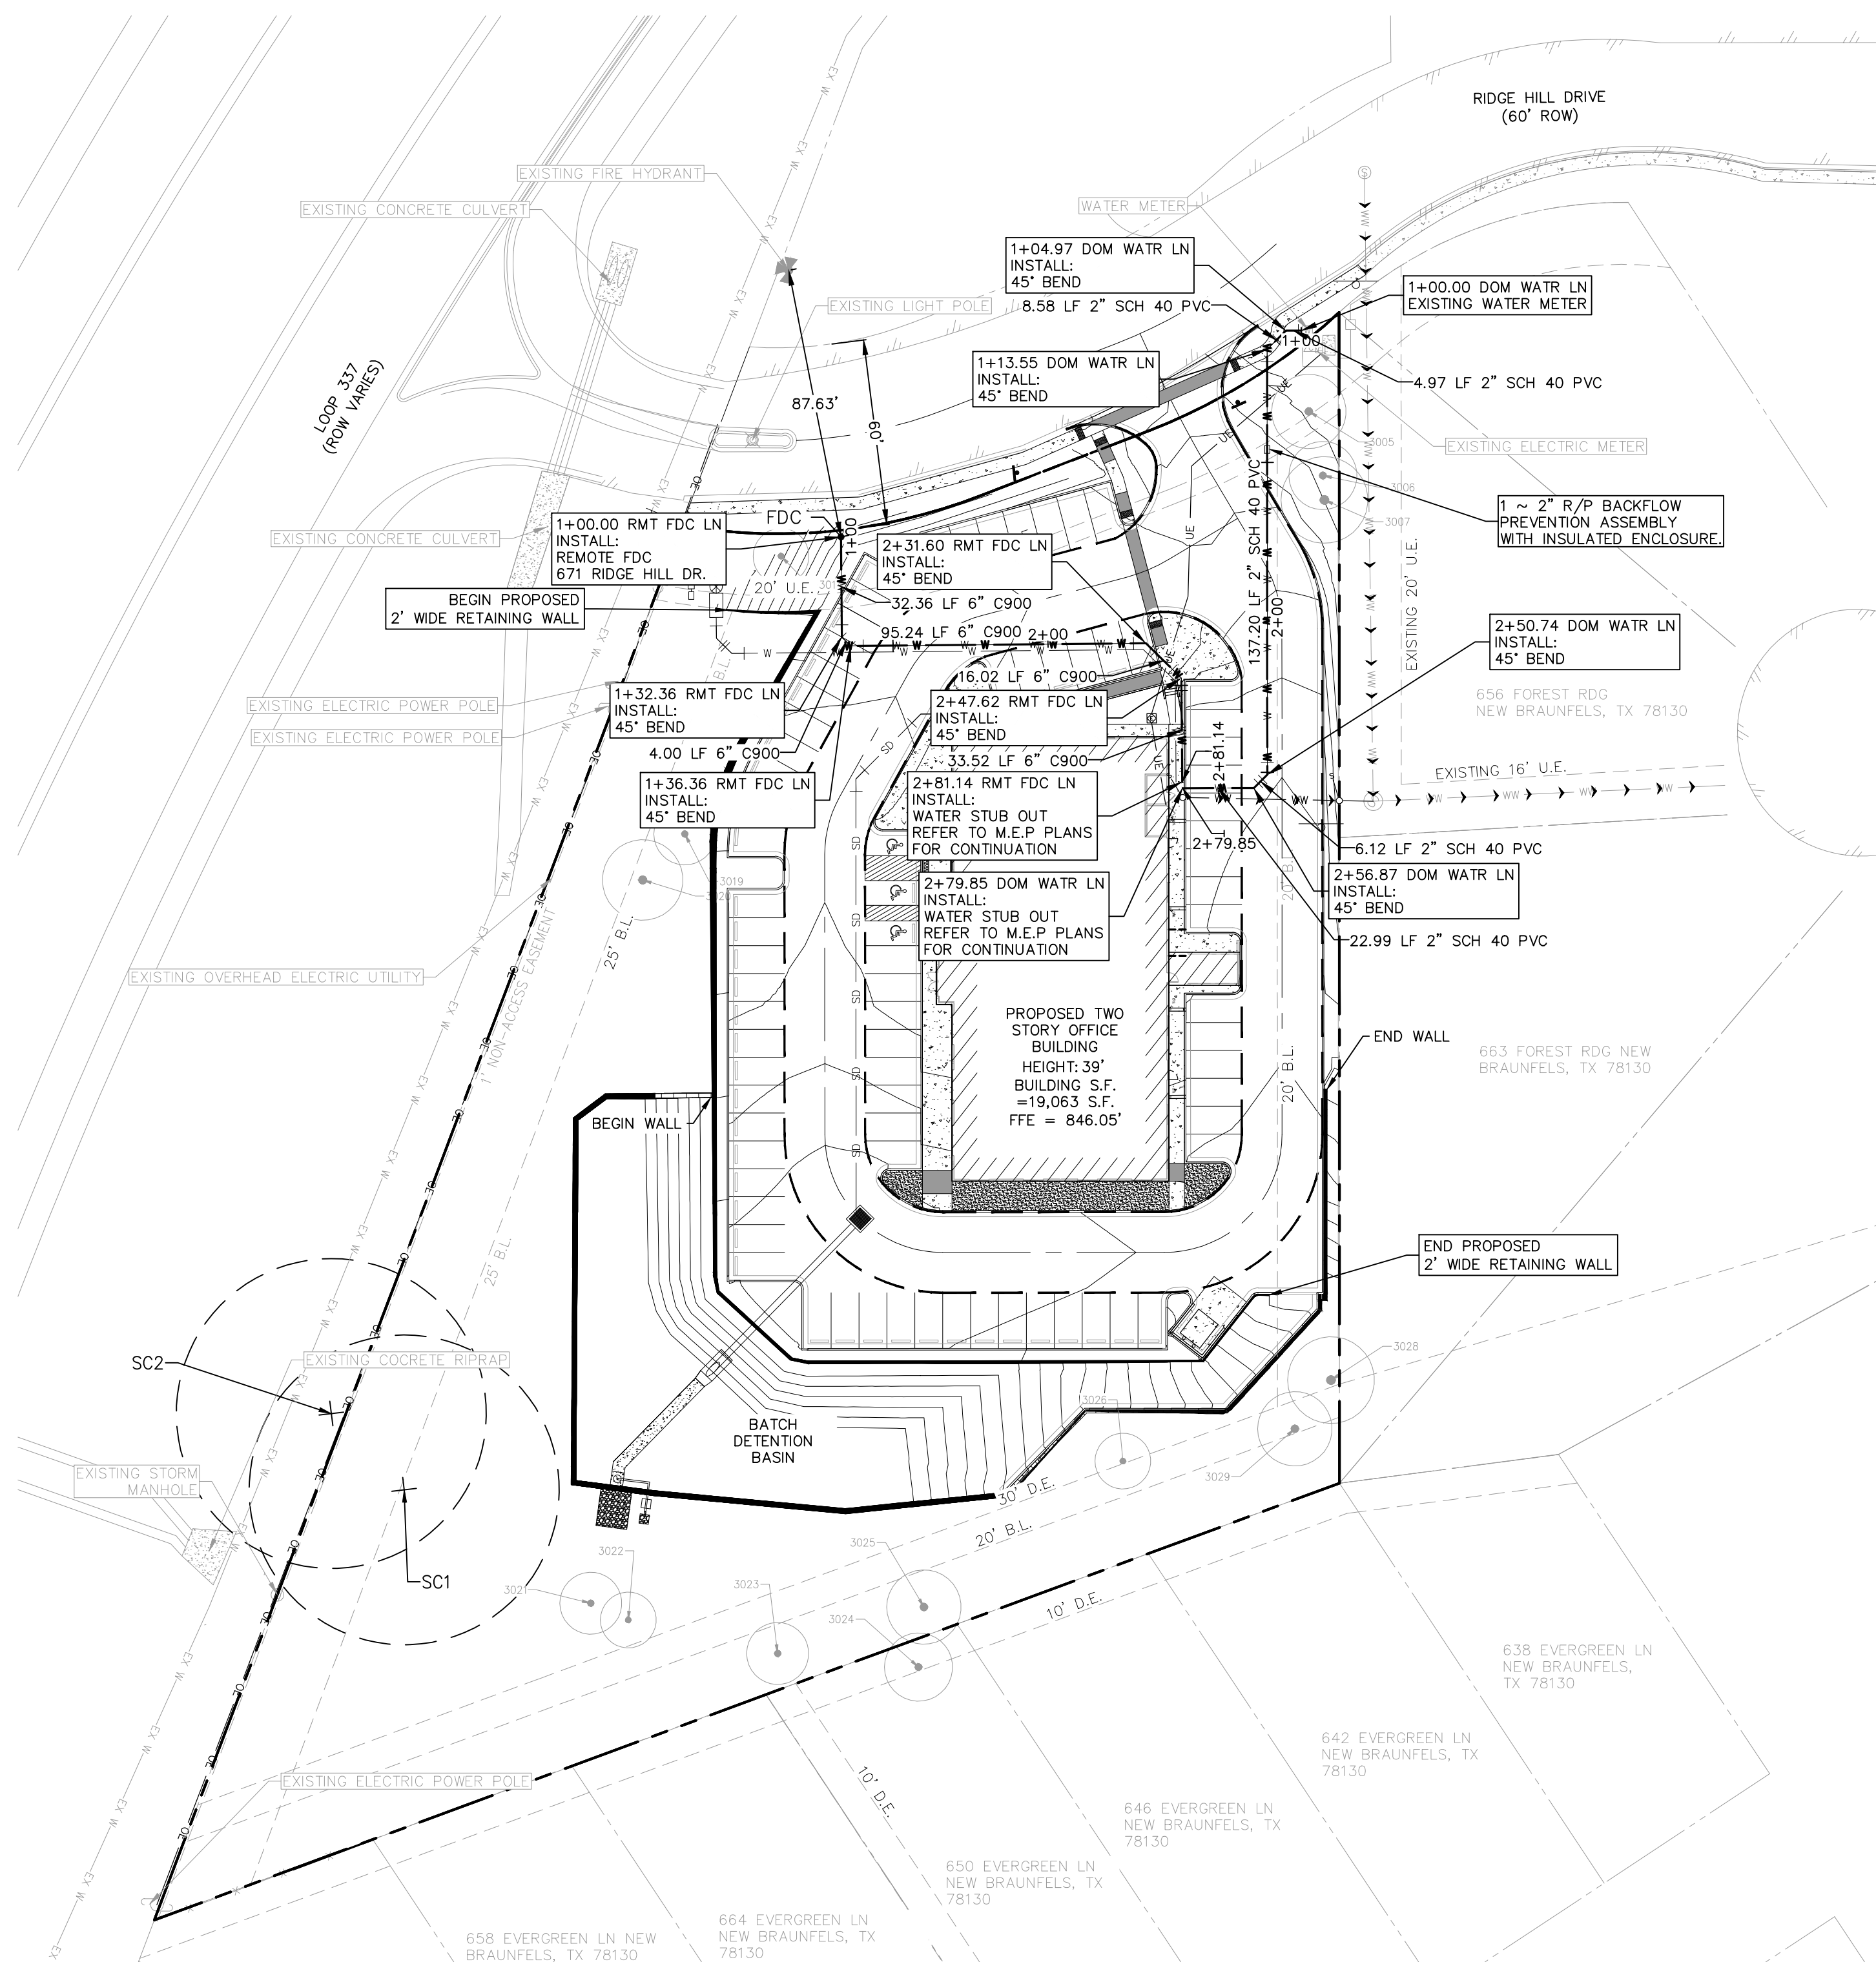 RIDGE HILL DRIVE
(60' ROW)
EXISTING FIRE HYDRANT
EXISTING CONCRETE CULVERT
WATER METER
1+04.97 DOM WATR LN
INSTALL:
45° BEND
8.58 LF 2" SCH 40 PVC
1+00.00 DOM WATR LN
EXISTING WATER METER
EXISTING LIGHT POLE
1+00
1+13.55 DOM WATR LN
INSTALL:
45° BEND
4.97 LF 2" SCH 40 PVC
LOOP 337
(ROW VARIES)
87.63'
60'
3005
EXISTING ELECTRIC METER
3006
3007
1 ~ 2" R/P BACKFLOW
PREVENTION ASSEMBLY
WITH INSULATED ENCLOSURE.
137.20 LF 2" SCH 40 PVC
2+00
EXISTING 20' U.E.
FDC
1+00
1+00.00 RMT FDC LN
INSTALL:
REMOTE FDC
671 RIDGE HILL DR.
EXISTING CONCRETE CULVERT
2+31.60 RMT FDC LN
INSTALL:
45° BEND
20' U.E.
BEGIN PROPOSED
2' WIDE RETAINING WALL
32.36 LF 6" C900
95.24 LF 6" C900
2+00
2+50.74 DOM WATR LN
INSTALL:
45° BEND
16.02 LF 6" C900
B.L.
1+32.36 RMT FDC LN
INSTALL:
45° BEND
2+47.62 RMT FDC LN
INSTALL:
45° BEND
656 FOREST RDG
NEW BRAUNFELS, TX 78130
EXISTING ELECTRIC POWER POLE
EXISTING ELECTRIC POWER POLE
4.00 LF 6" C900
33.52 LF 6" C900
2+81.14
EXISTING 16' U.E.
1+36.36 RMT FDC LN
INSTALL:
45° BEND
2+81.14 RMT FDC LN
INSTALL:
WATER STUB OUT
REFER TO M.E.P PLANS
FOR CONTINUATION
2+79.85
6.12 LF 2" SCH 40 PVC
3019
3020
2+79.85 DOM WATR LN
INSTALL:
WATER STUB OUT
REFER TO M.E.P PLANS
FOR CONTINUATION
20' B.L.
2+56.87 DOM WATR LN
INSTALL:
45° BEND
22.99 LF 2" SCH 40 PVC
25' B.L.
EXISTING OVERHEAD ELECTRIC UTILITY
1' NON-ACCESS EASEMENT
PROPOSED TWO
STORY OFFICE
BUILDING
HEIGHT: 39'
BUILDING S.F.
=19,063 S.F.
FFE = 846.05'
END WALL
20' B.L.
663 FOREST RDG NEW
BRAUNFELS, TX 78130
BEGIN WALL
25' B.L.
END PROPOSED
2' WIDE RETAINING WALL
SC2
EXISTING COCRETE RIPRAP
3028
3026
BATCH
DETENTION
BASIN
EXISTING STORM
MANHOLE
3029
30' D.E.
20' B.L.
SC1
3025
3022
3021
3023
3024
10' D.E.
638 EVERGREEN LN
NEW BRAUNFELS,
TX 78130
642 EVERGREEN LN
NEW BRAUNFELS, TX
78130
EXISTING ELECTRIC POWER POLE
10' D.E.
646 EVERGREEN LN
NEW BRAUNFELS, TX
78130
650 EVERGREEN LN
NEW BRAUNFELS, TX
78130
664 EVERGREEN LN
NEW BRAUNFELS, TX
78130
658 EVERGREEN LN NEW
BRAUNFELS, TX 78130